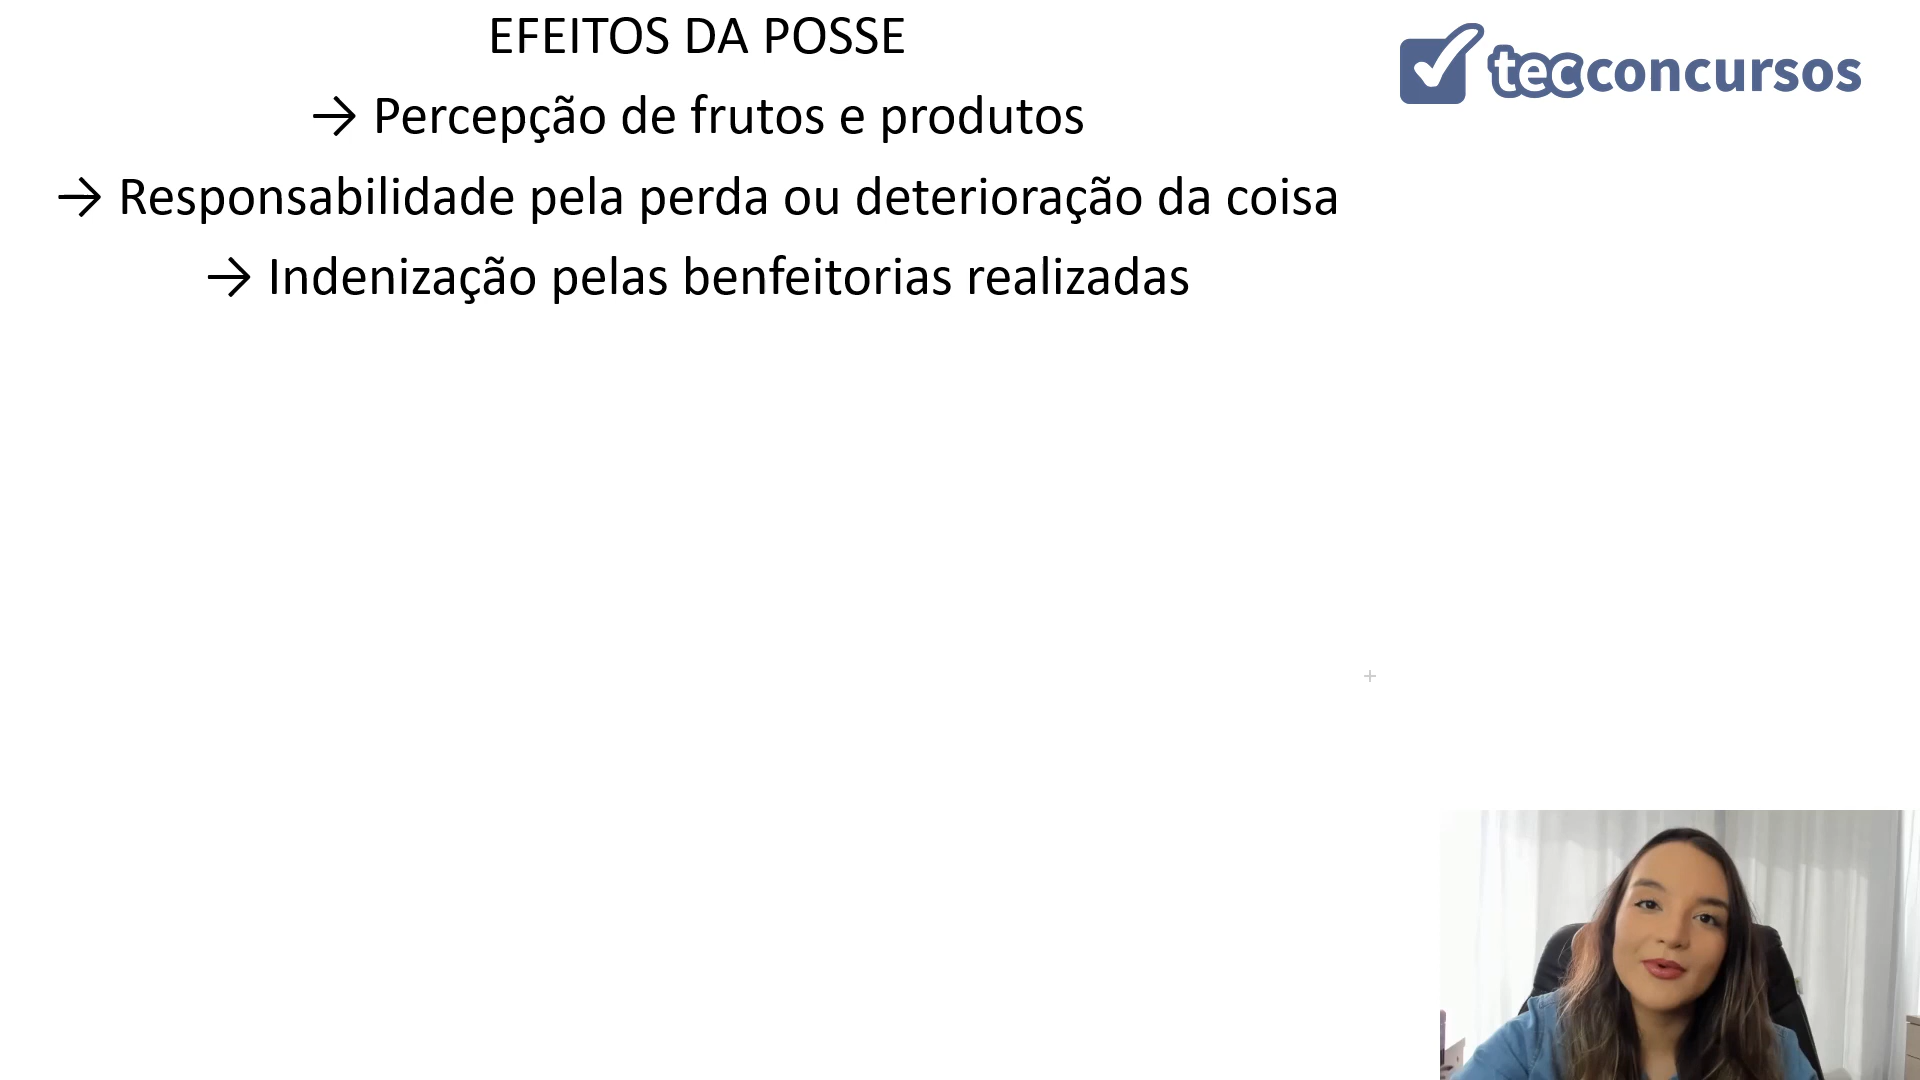 EFEITOS DA POSSE
tecconcursos
→ Percepção de frutos e produtos
→ Responsabilidade pela perda ou deterioração da coisa
→ Indenização pelas benfeitorias realizadas